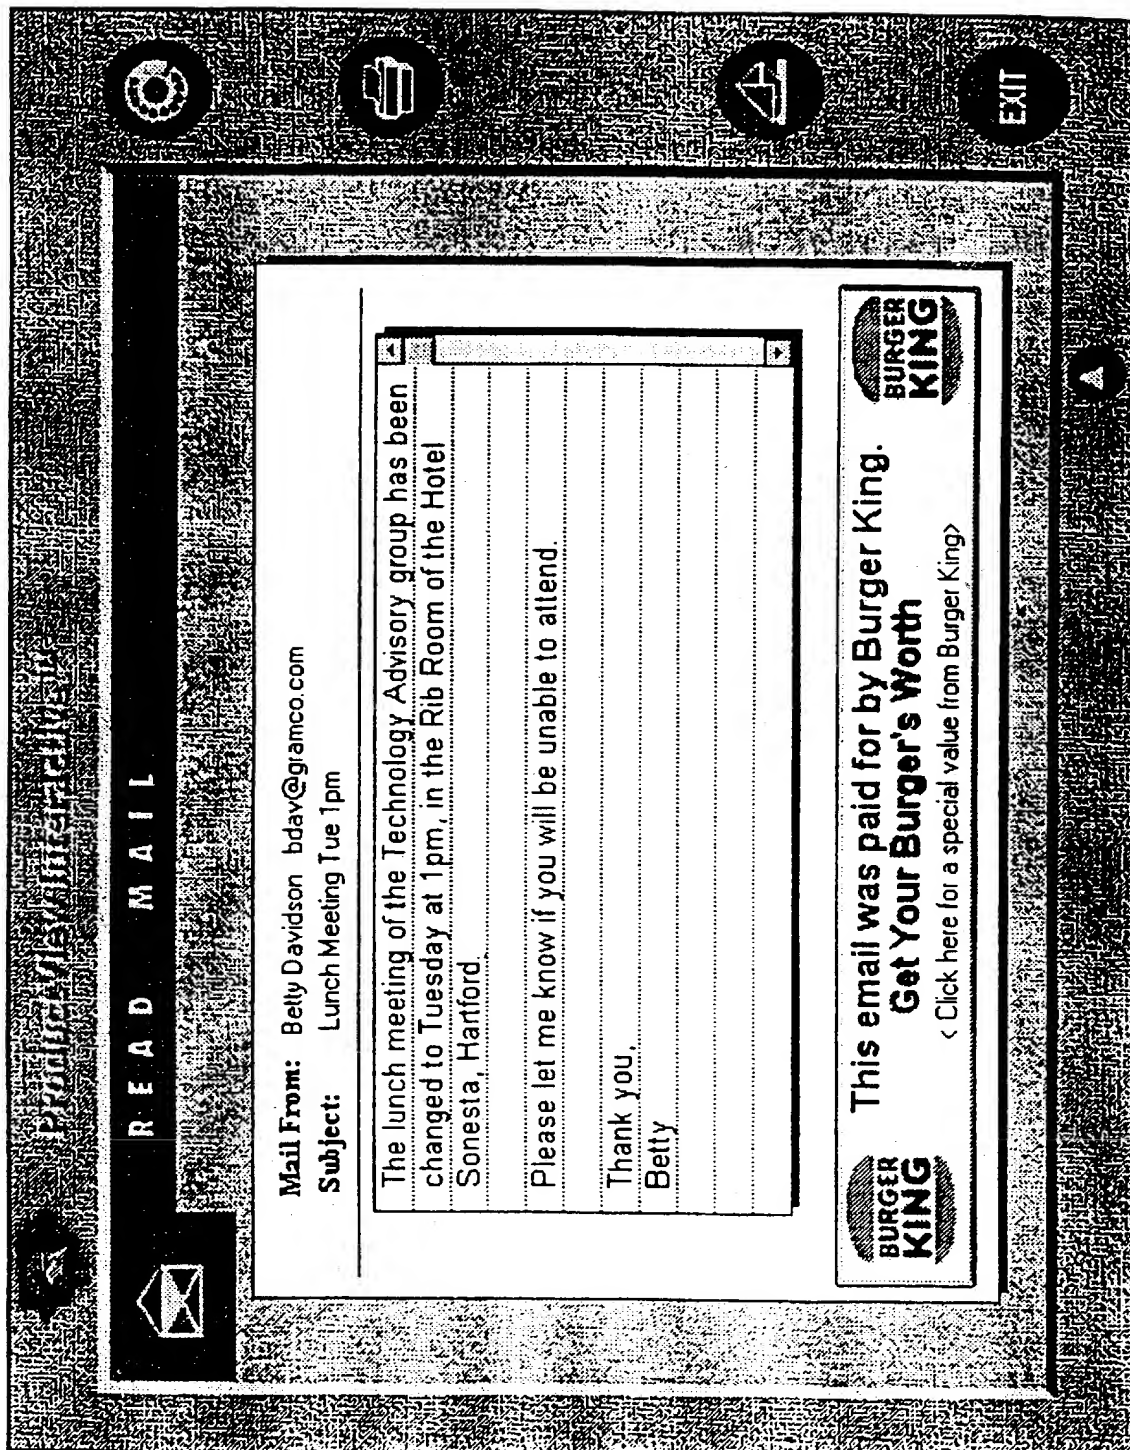 PRODUCTVIEW Interactive
READ MAIL
Mail From: Betty Davidson bdav@gramco.com
Subject: Lunch Meeting Tue 1pm
The lunch meeting of the Technology Advisory group has been
changed to Tuesday at 1pm, in the Rib Room of the Hotel
Sonesta, Hartford.
Please let me know if you will be unable to attend.
Thank you,
Betty
BURGER
KING
This email was paid for by Burger King.
Get Your Burger's Worth
< Click here for a special value from Burger King>
BURGER
KING
EXIT